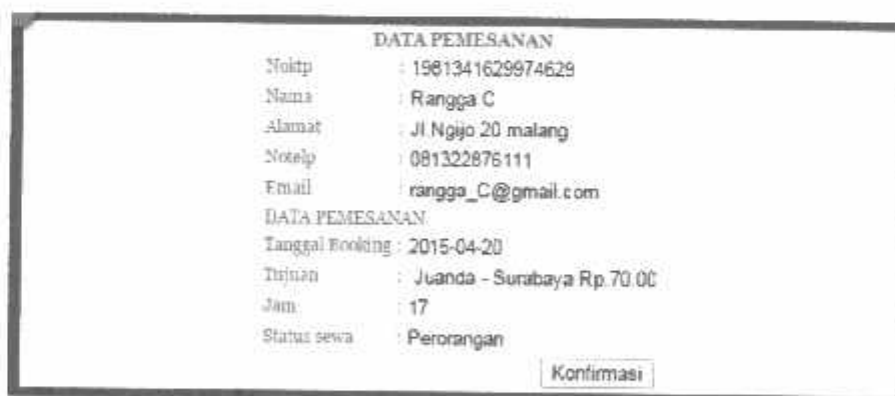 DATA PEMESANAN
Noktp : 1981341629974629
Nama : Rangga C
Alamat : Jl.Ngijo 20 malang
Notelp : 081322876111
Email : rangga_C@gmail.com
DATA PEMESANAN
Tanggal Booking : 2015-04-20
Tujuan : Juanda - Surabaya Rp.70.00
Jam : 17
Status sewa : Perorangan
Konfirmasi